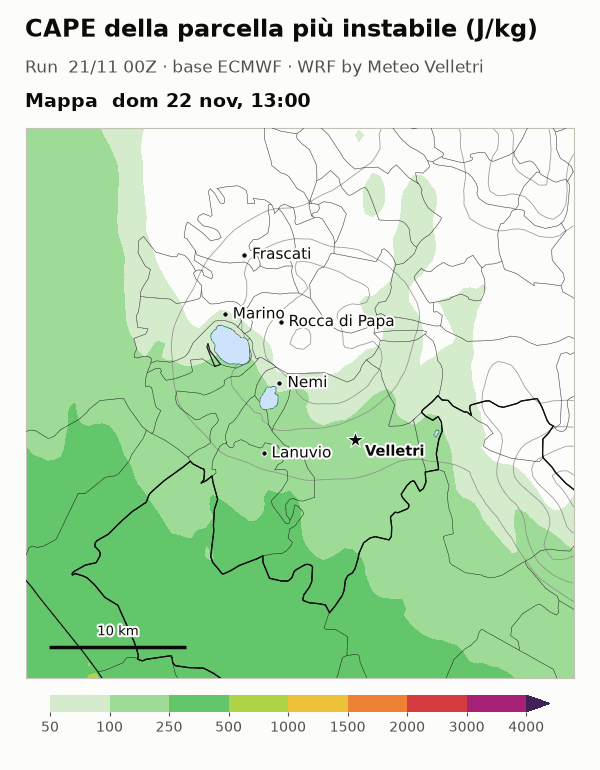 CAPE della parcella più instabile (J/kg)
Run  21/11 00Z · base ECMWF · WRF by Meteo Velletri
Mappa  dom 22 nov, 13:00
Frascati
Marino
Rocca di Papa
Nemi
Velletri
Lanuvio
10 km
50 100 250 500 1000 1500 2000 3000 4000